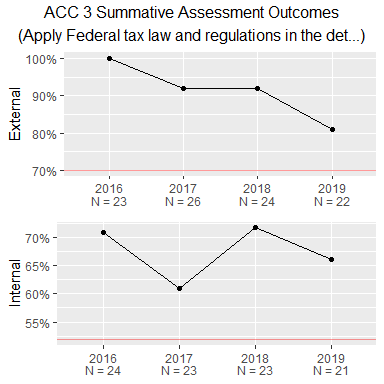 ACC 3 Summative Assessment Outcomes
(Apply Federal tax law and regulations in the det...)
External
100%
90%
80%
70%
2016 2017 2018 2019
N = 23 N = 26 N = 24 N = 22
Internal
70%
65%
60%
55%
2016 2017 2018 2019
N = 24 N = 23 N = 23 N = 21